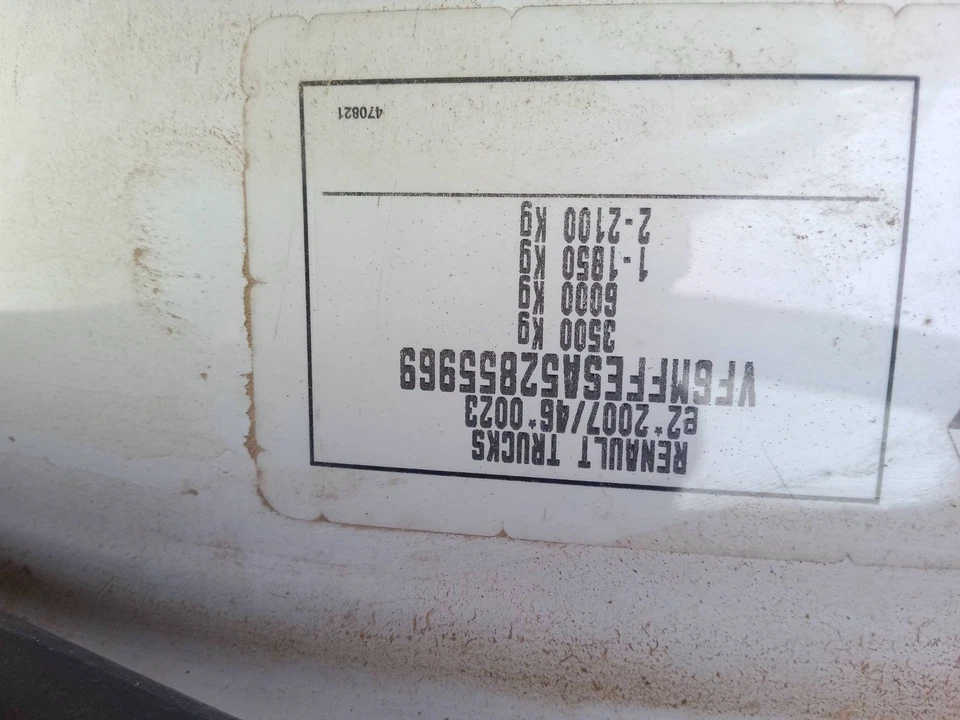 RENAULT TRUCKS
e2*2007/46*0023
VF6MFFESA52855969
3500 Kg
6000 Kg
1-1850 Kg
2-2100 Kg
470821